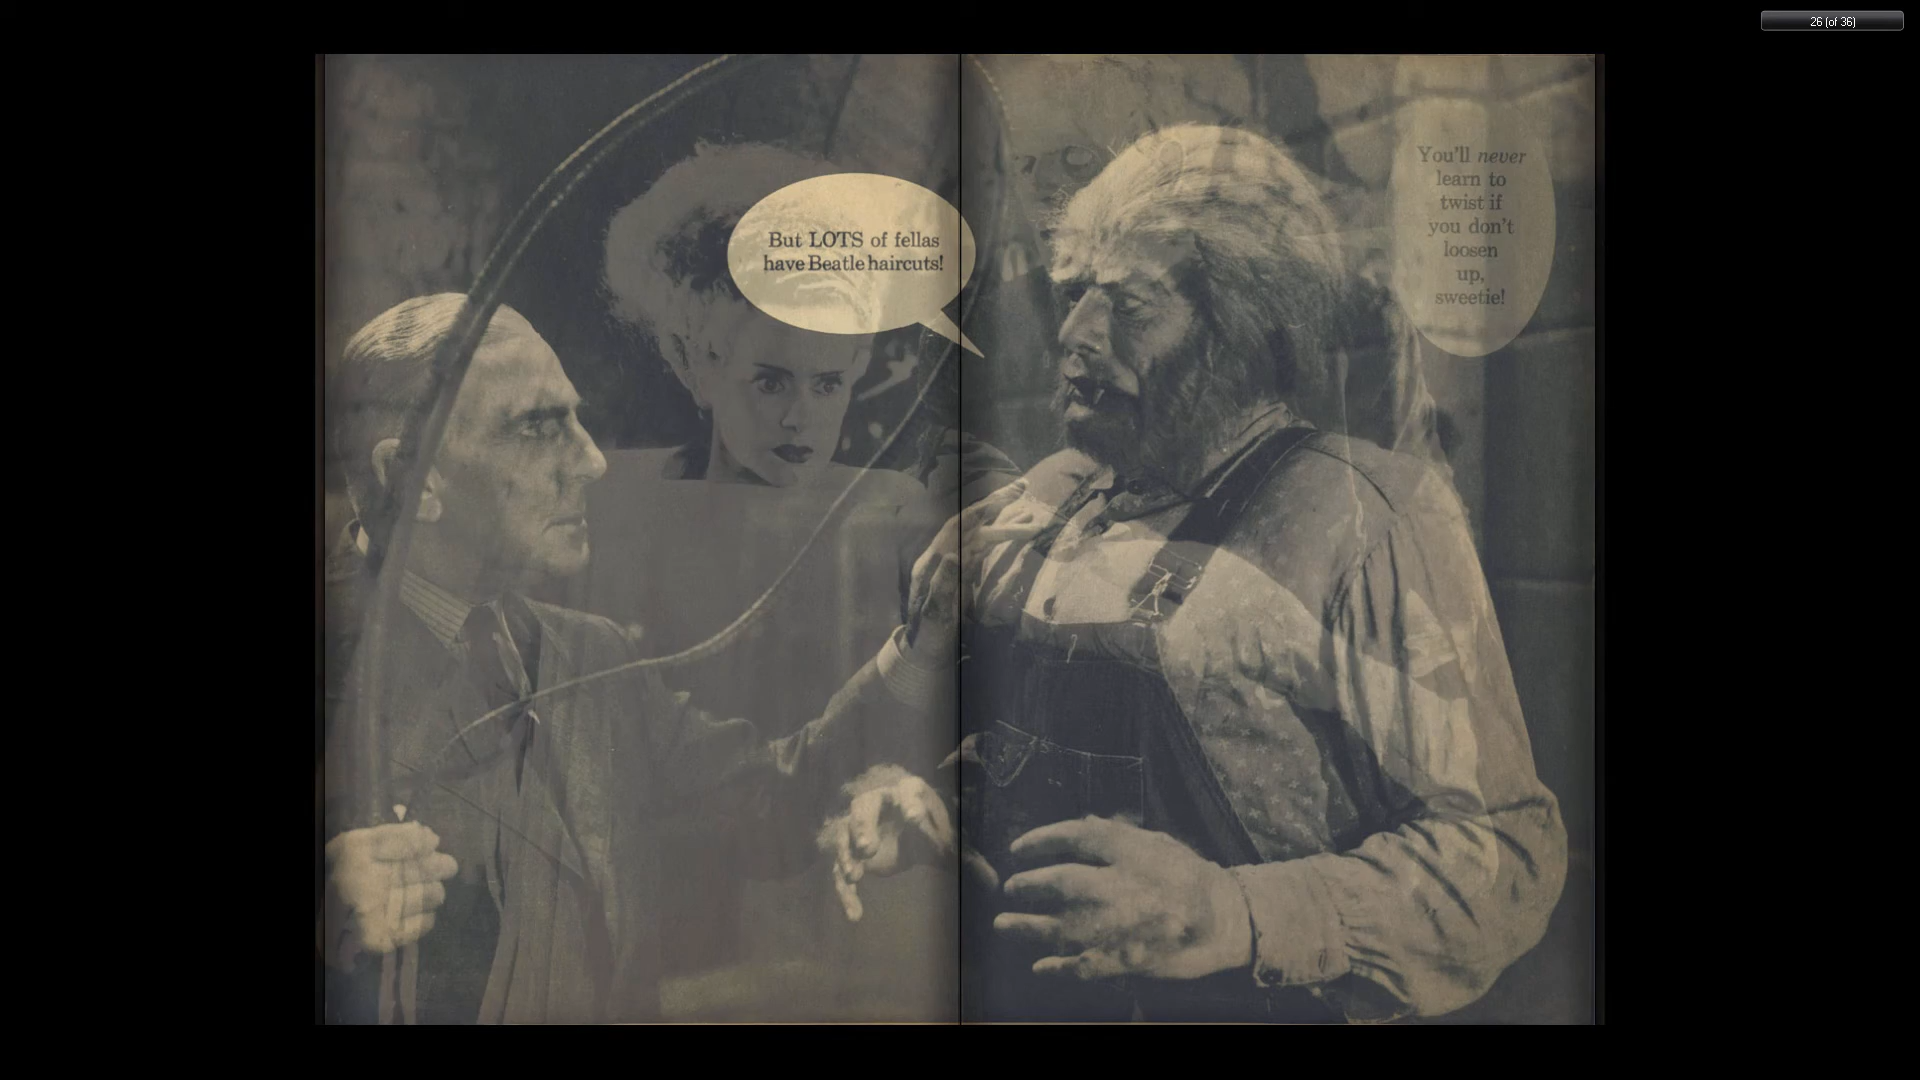 26 (of 36)
But LOTS of fellas
have Beatle haircuts!
You'll never
learn to
twist if
you don't
loosen
up,
sweetie!